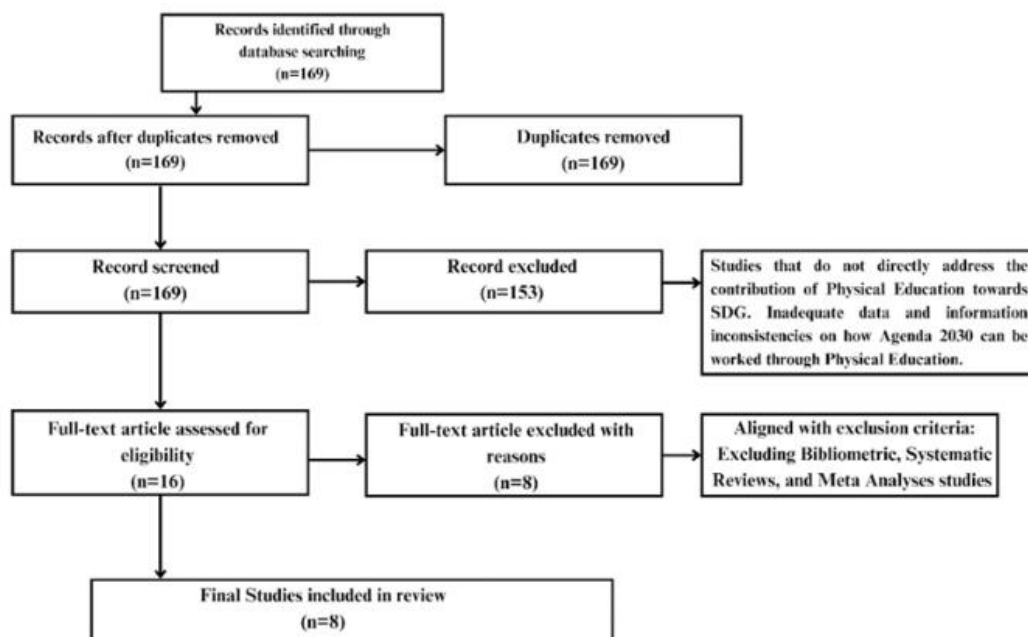 Records identified through
database searching
(n=169)
Records after duplicates removed
(n=169)
Duplicates removed
(n=169)
Record screened
(n=169)
Record excluded
(n=153)
Studies that do not directly address the
contribution of Physical Education towards
SDG. Inadequate data and information
inconsistencies on how Agenda 2030 can be
worked through Physical Education.
Full-text article assessed for
eligibility
(n=16)
Full-text article excluded with
reasons
(n=8)
Aligned with exclusion criteria:
Excluding Bibliometric, Systematic
Reviews, and Meta Analyses studies
Final Studies included in review
(n=8)